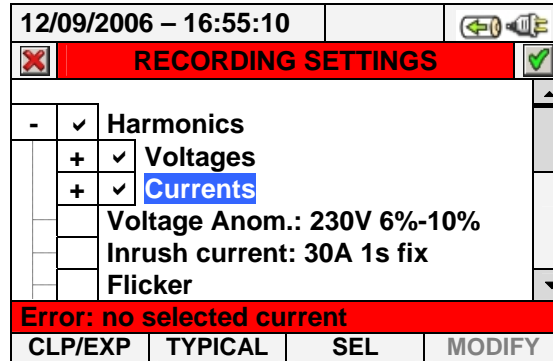 12/09/2006 – 16:55:10
RECORDING SETTINGS
- Harmonics
+ Voltages
+ Currents
Voltage Anom.: 230V 6%-10%
Inrush current: 30A 1s fix
Flicker
Error: no selected current
CLP/EXP TYPICAL SEL MODIFY